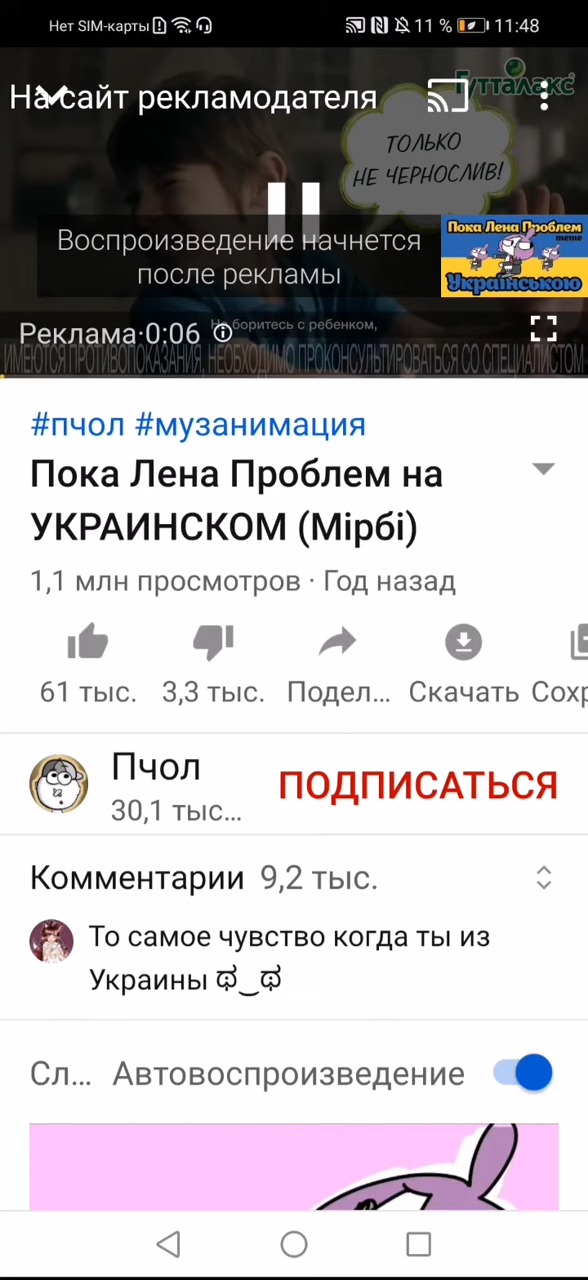 Нет SIM-карты
11 % 11:48
На сайт рекламодателя
Гутталакс
ТОЛЬКО
НЕ ЧЕРНОСЛИВ!
Воспроизведение начнется
после рекламы
Пока Лена Проблем
meme
Українською
Реклама·0:06
Не боритесь с ребенком,
ИМЕЮТСЯ ПРОТИВОПОКАЗАНИЯ, НЕОБХОДИМО ПРОКОНСУЛЬТИРОВАТЬСЯ СО СПЕЦИАЛИСТОМ
#пчол #музанимация
Пока Лена Проблем на
УКРАИНСКОМ (Мірбі)
1,1 млн просмотров · Год назад
61 тыс. 3,3 тыс. Подел... Скачать Сохр
Пчол
ПОДПИСАТЬСЯ
30,1 тыс...
Комментарии 9,2 тыс.
То самое чувство когда ты из
Украины ಥ‿ಥ
Сл... Автовоспроизведение